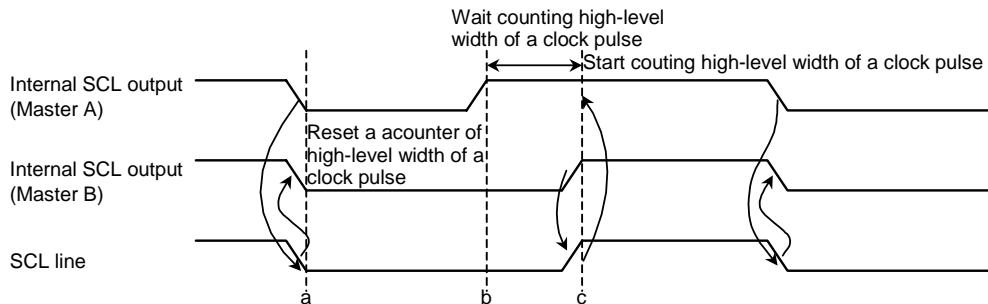 Wait counting high-level
width of a clock pulse
Start couting high-level width of a clock pulse
Internal SCL output
(Master A)
Reset a acounter of
high-level width of a
clock pulse
Internal SCL output
(Master B)
SCL line
a
b
c